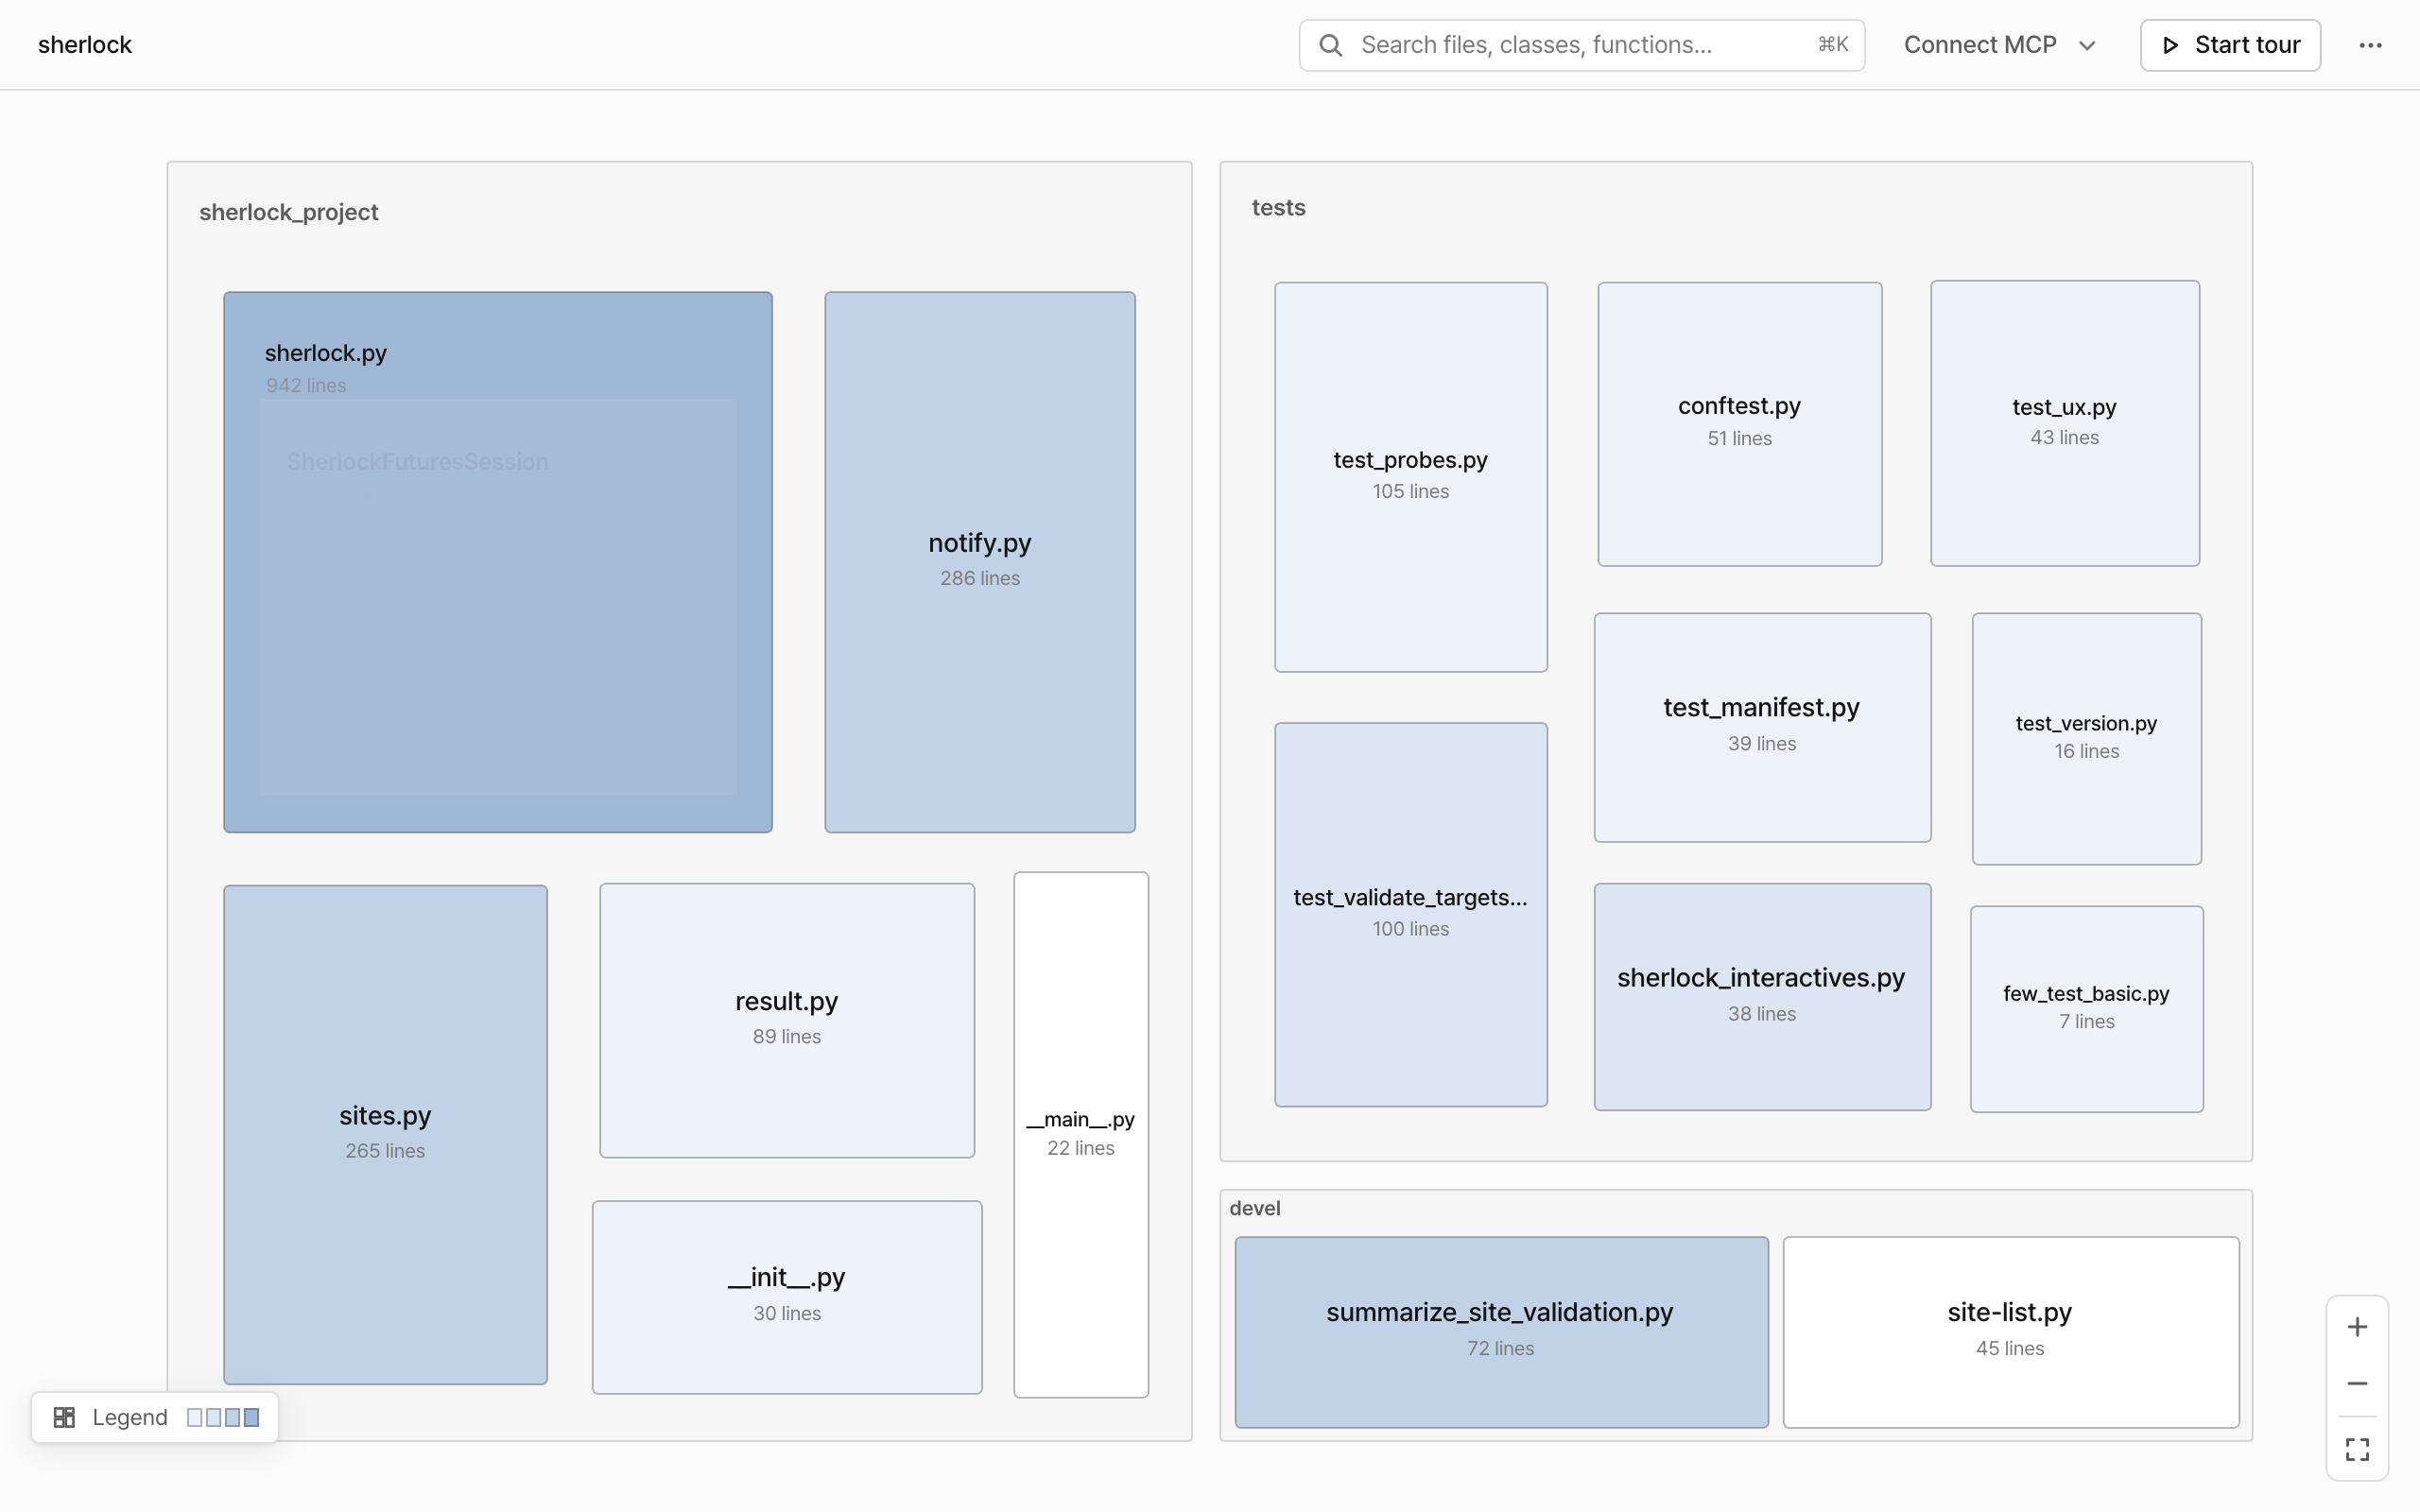 sherlock
Search files, classes, functions... ⌘K
Connect MCP
Start tour
sherlock_project
sherlock.py
942 lines
SherlockFuturesSession
notify.py
286 lines
sites.py
265 lines
result.py
89 lines
__init__.py
30 lines
__main__.py
22 lines
tests
test_probes.py
105 lines
conftest.py
51 lines
test_ux.py
43 lines
test_manifest.py
39 lines
test_version.py
16 lines
test_validate_targets...
100 lines
sherlock_interactives.py
38 lines
few_test_basic.py
7 lines
devel
summarize_site_validation.py
72 lines
site-list.py
45 lines
Legend